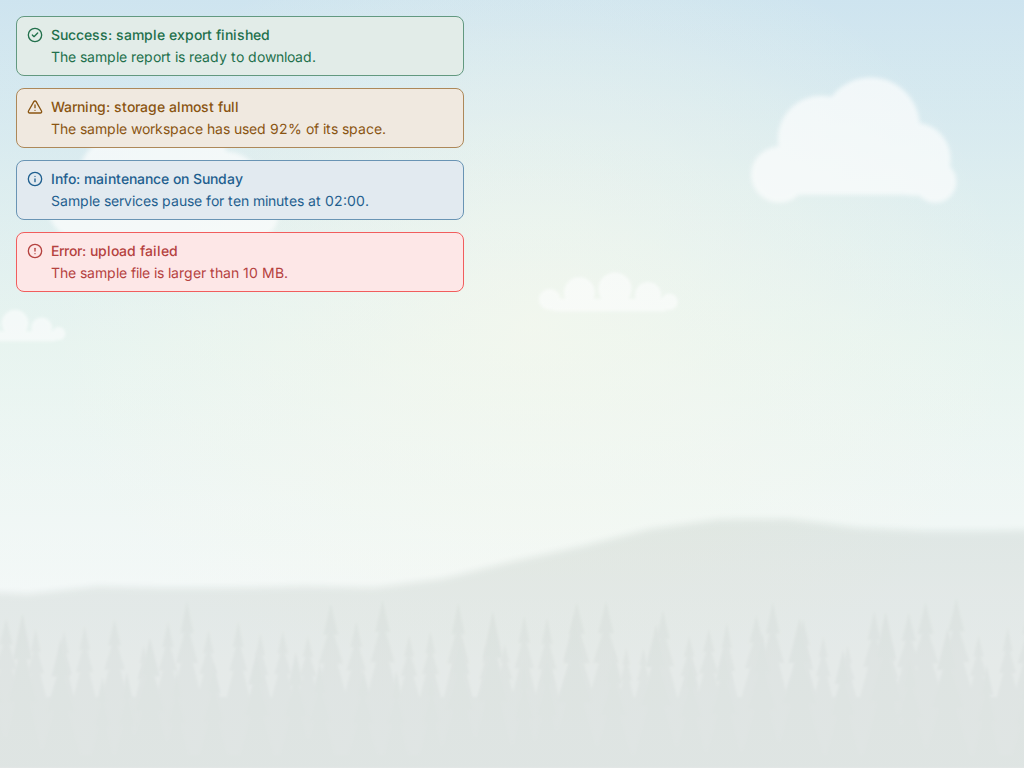 Success: sample export finished
The sample report is ready to download.
Warning: storage almost full
The sample workspace has used 92% of its space.
Info: maintenance on Sunday
Sample services pause for ten minutes at 02:00.
Error: upload failed
The sample file is larger than 10 MB.